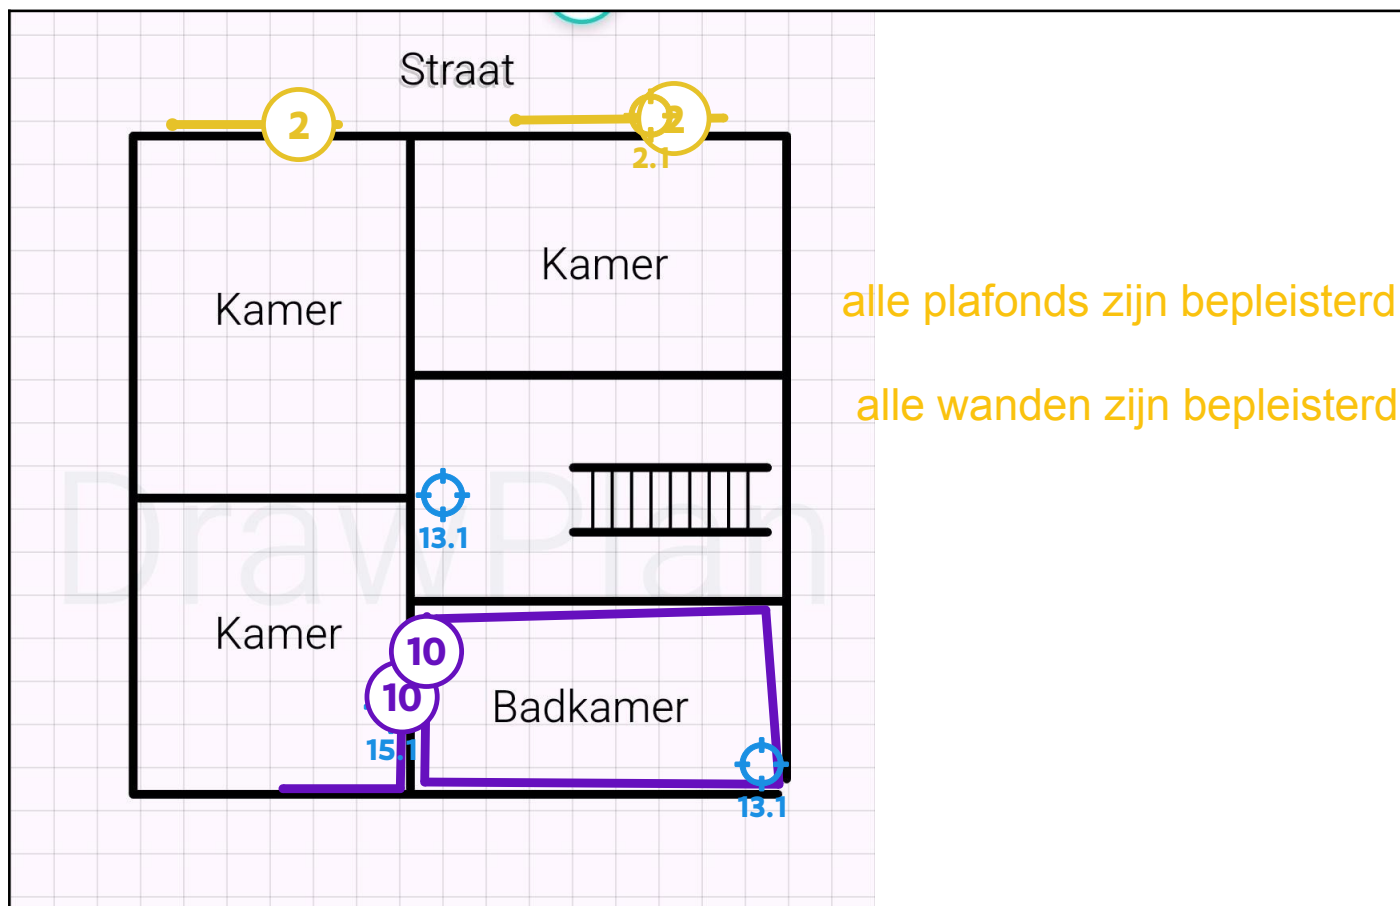 Straat
2
2
2.1
Kamer
Kamer
alle plafonds zijn bepleisterd
alle wanden zijn bepleisterd
13.1
DrawPlan
Kamer
10
10
Badkamer
15.1
13.1